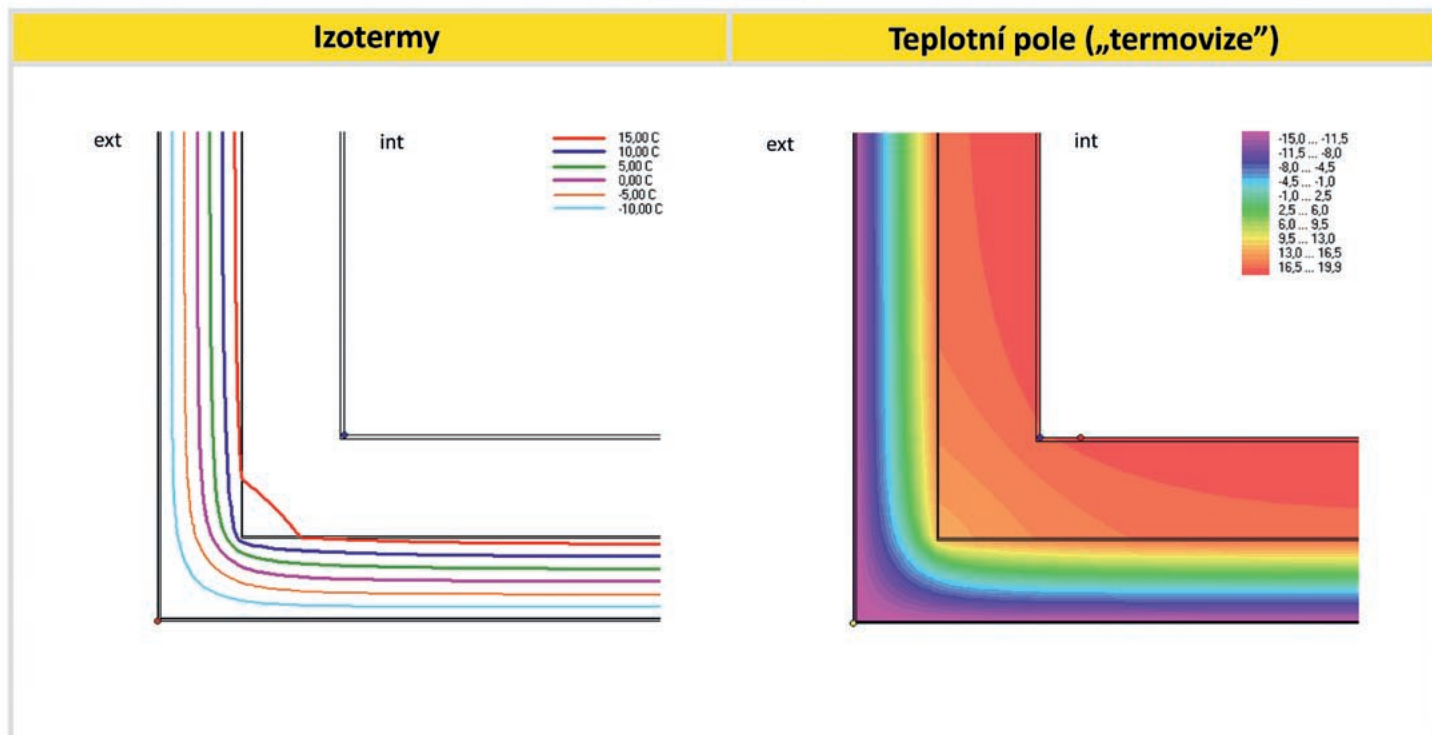 Izotermy
Teplotní pole („termovize”)
ext
int
15,00 C
10,00 C
5,00 C
0,00 C
-5,00 C
-10,00 C
ext
int
-15,0 ... -11,5
-11,5 ... -8,0
-8,0 ... -4,5
-4,5 ... -1,0
-1,0 ... 2,5
2,5 ... 6,0
6,0 ... 9,5
9,5 ... 13,0
13,0 ... 16,5
16,5 ... 19,9